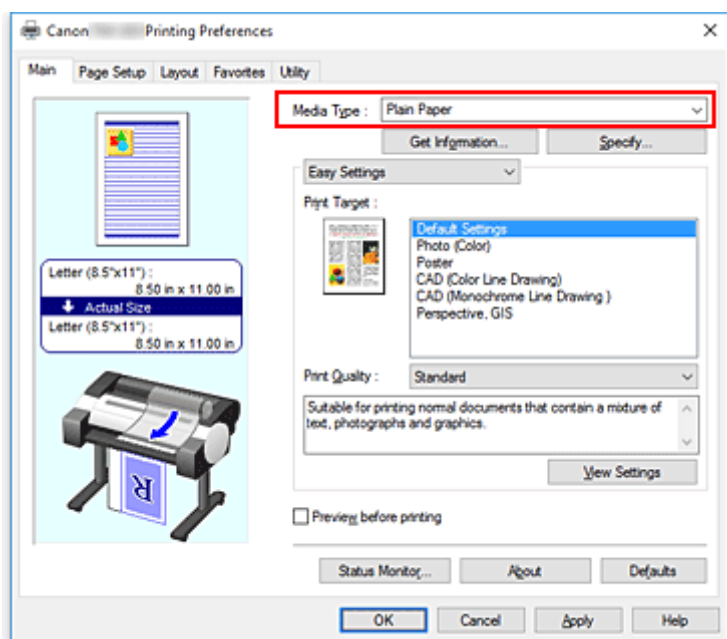 Canon Printing Preferences
Main Page Setup Layout Favorites Utility
Media Type : Plain Paper
Get Information... Specify...
Easy Settings
Print Target :
Default Settings
Photo (Color)
Poster
CAD (Color Line Drawing)
CAD (Monochrome Line Drawing )
Perspective, GIS
Letter (8.5"x11") :
8.50 in x 11.00 in
Actual Size
Letter (8.5"x11") :
8.50 in x 11.00 in
R
Print Quality : Standard
Suitable for printing normal documents that contain a mixture of
text, photographs and graphics.
View Settings
Preview before printing
Status Monitor... About Defaults
OK Cancel Apply Help